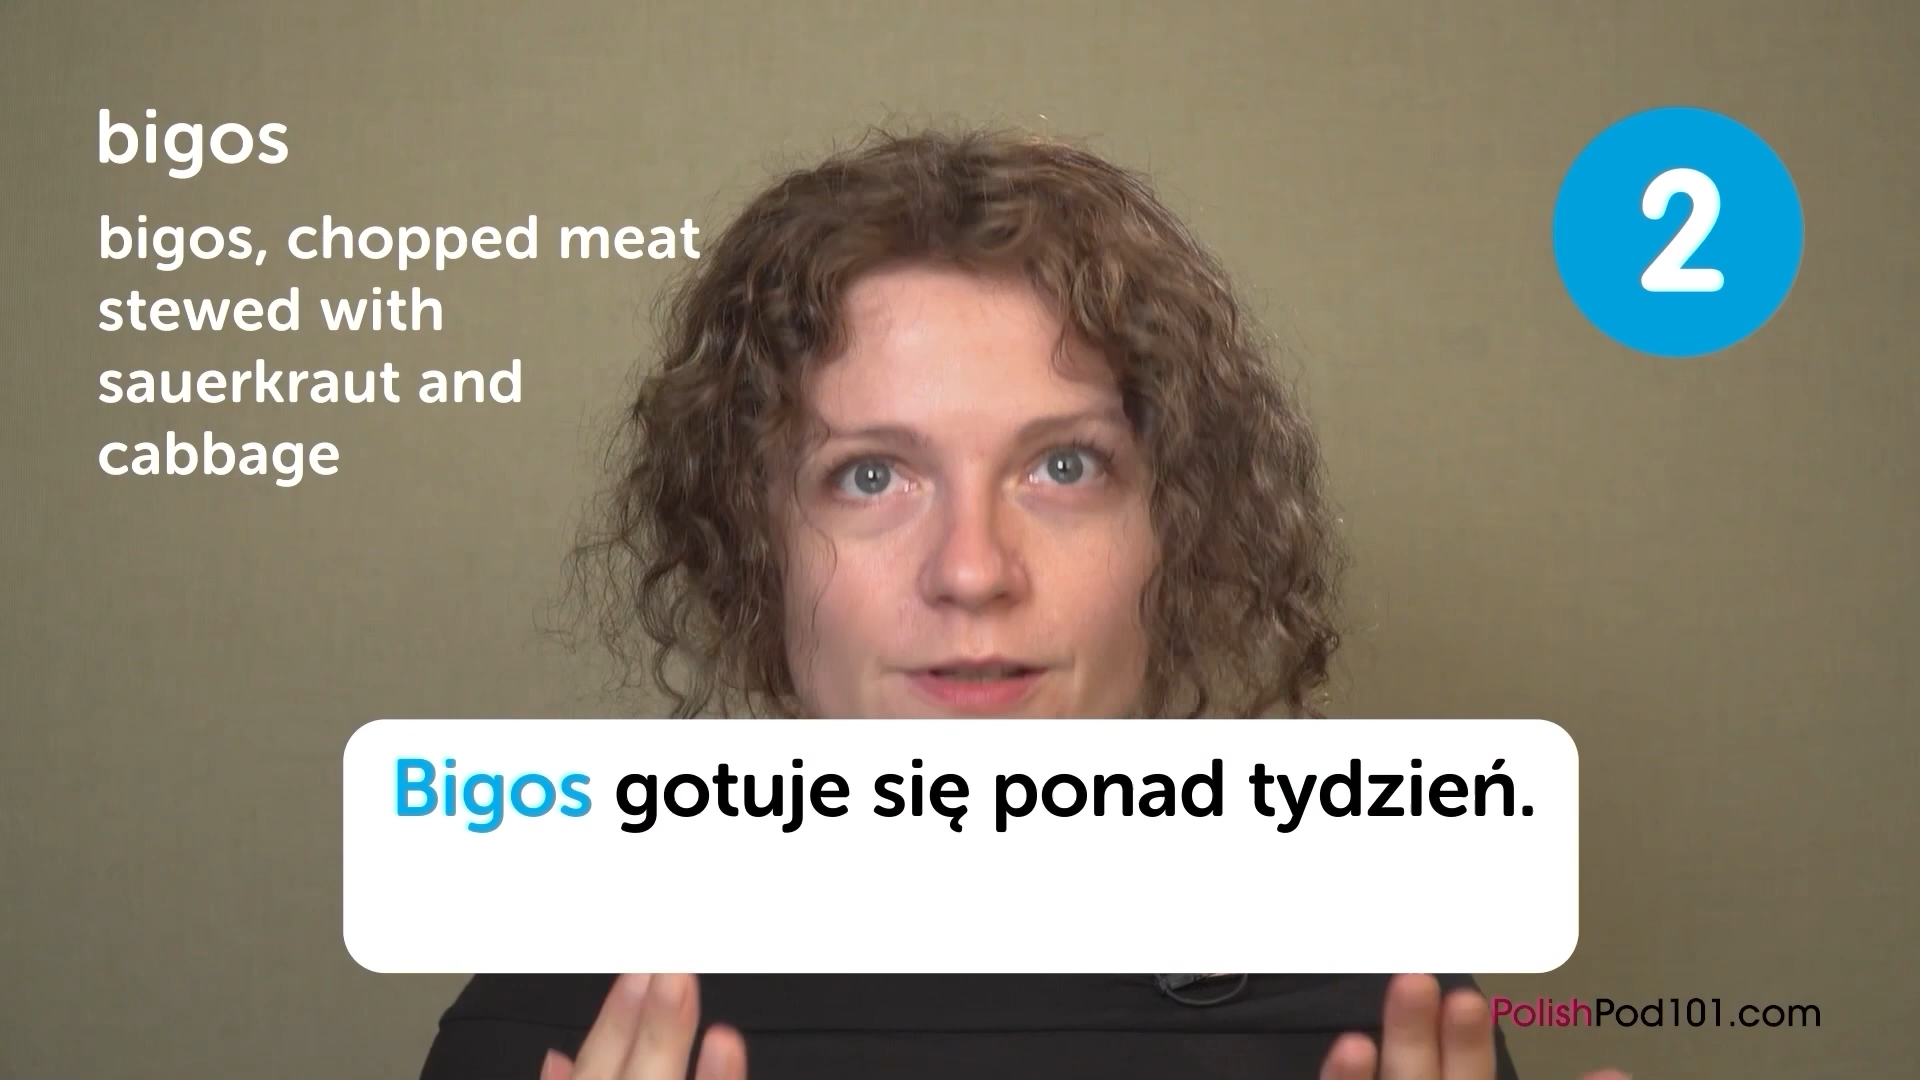 bigos
bigos, chopped meat
stewed with
sauerkraut and
cabbage
2
Bigos gotuje się ponad tydzień.
PolishPod101.com